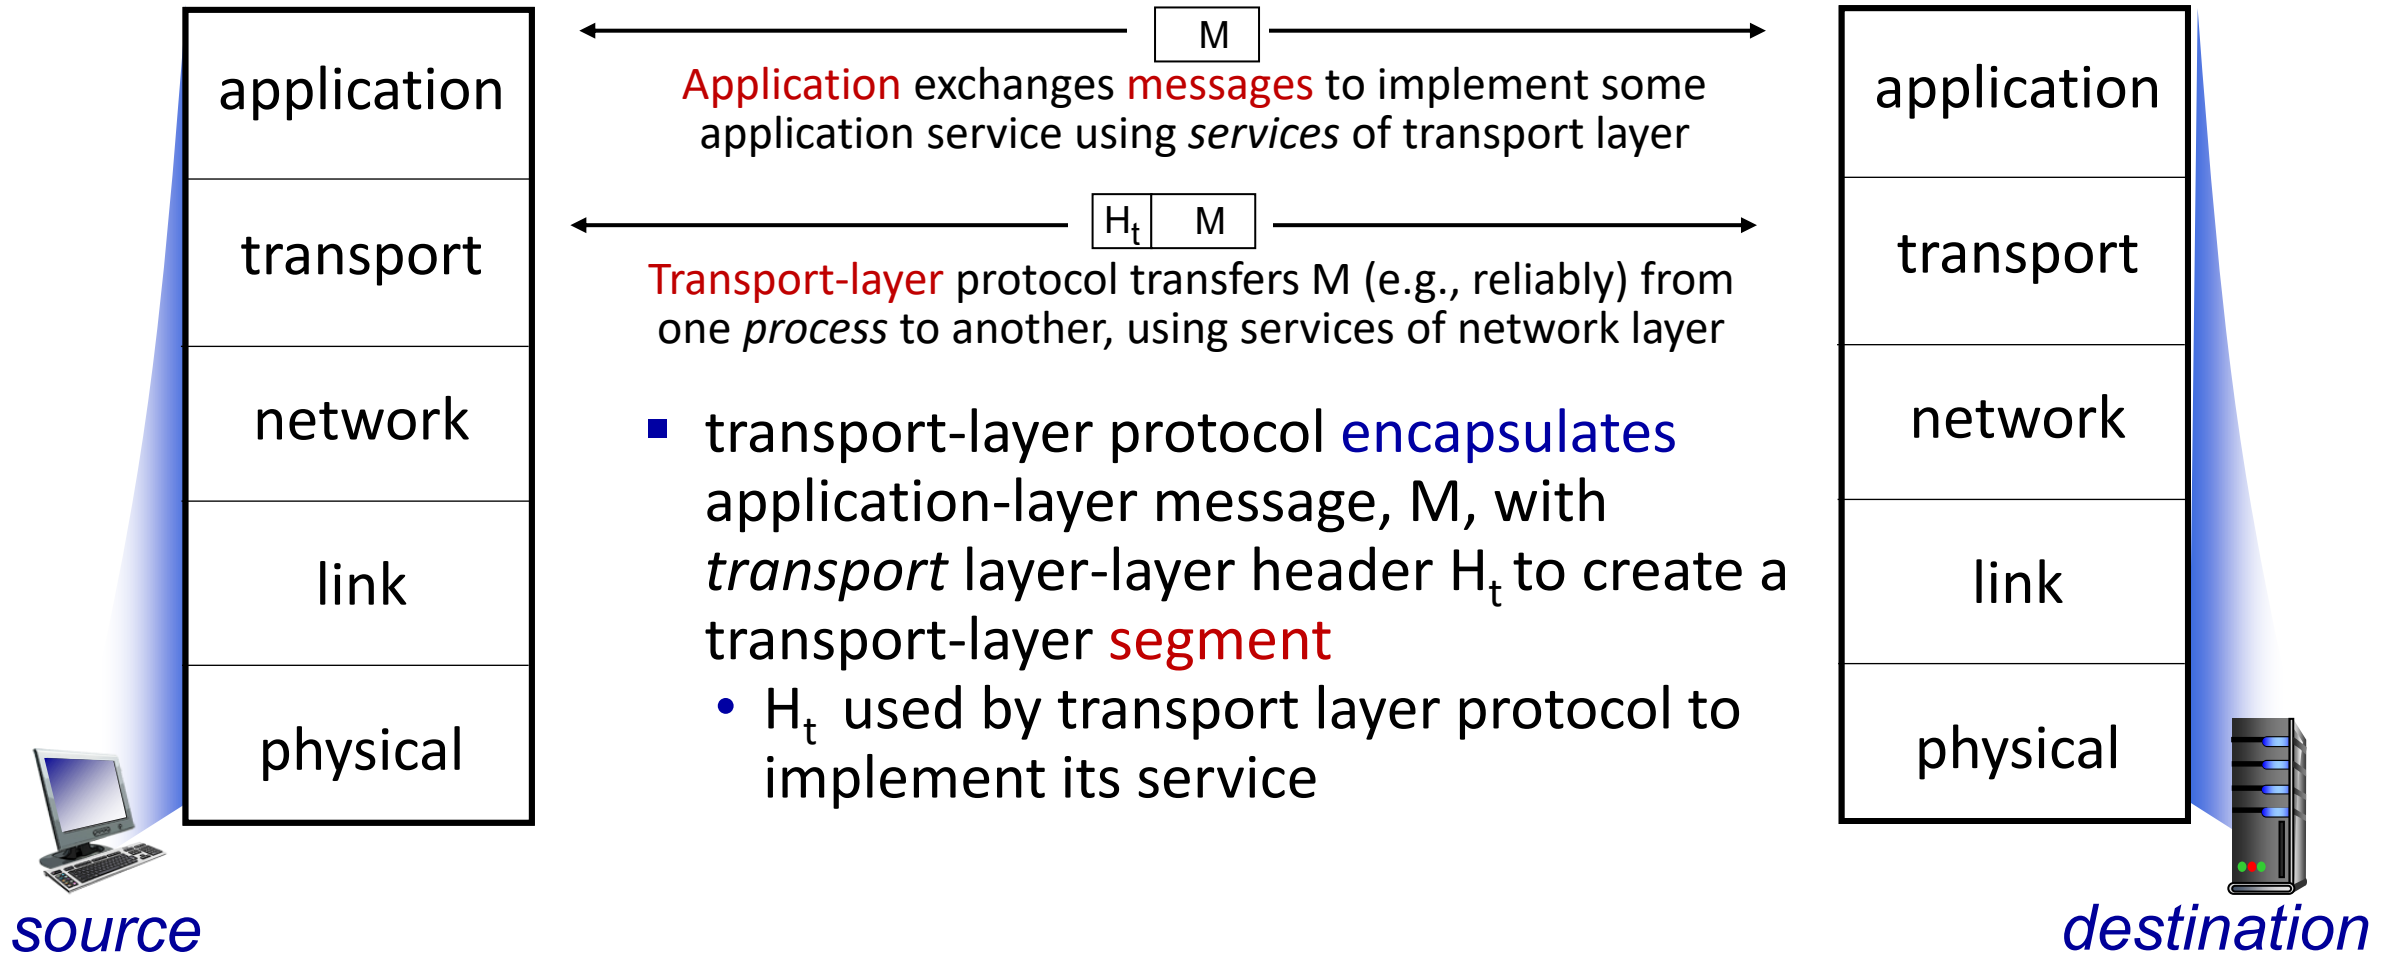 application
transport
network
link
physical
source
M
Application exchanges messages to implement some
application service using services of transport layer
Ht M
Transport-layer protocol transfers M (e.g., reliably) from
one process to another, using services of network layer
▪ transport-layer protocol encapsulates
application-layer message, M, with
transport layer-layer header Ht to create a
transport-layer segment
• Ht used by transport layer protocol to
implement its service
application
transport
network
link
physical
destination